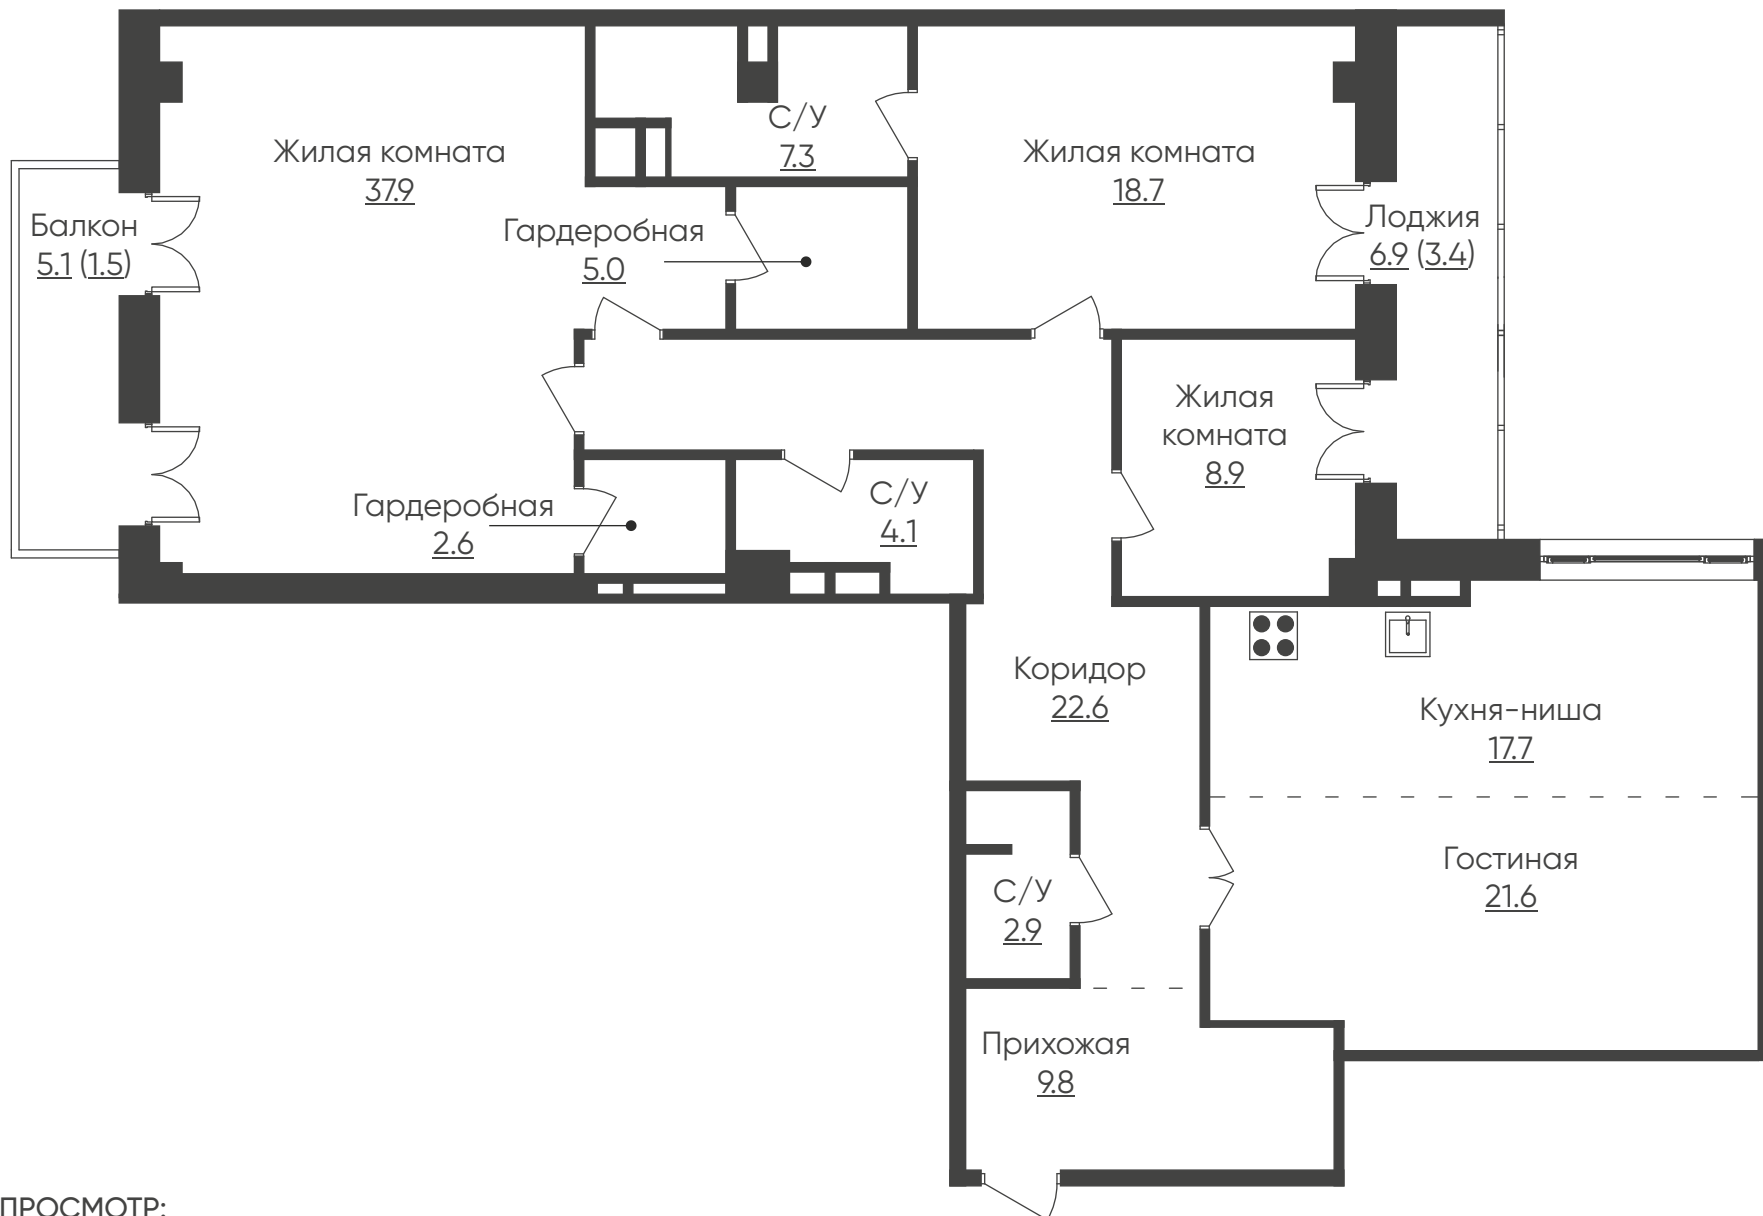 С/У
7.3
Жилая комната
37.9
Жилая комната
18.7
Балкон
5.1 (1.5)
Гардеробная
5.0
Лоджия
6.9 (3.4)
Жилая
комната
8.9
Гардеробная
2.6
С/У
4.1
Коридор
22.6
Кухня-ниша
17.7
Гостиная
21.6
С/У
2.9
Прихожая
9.8
ПРОСМОТР: